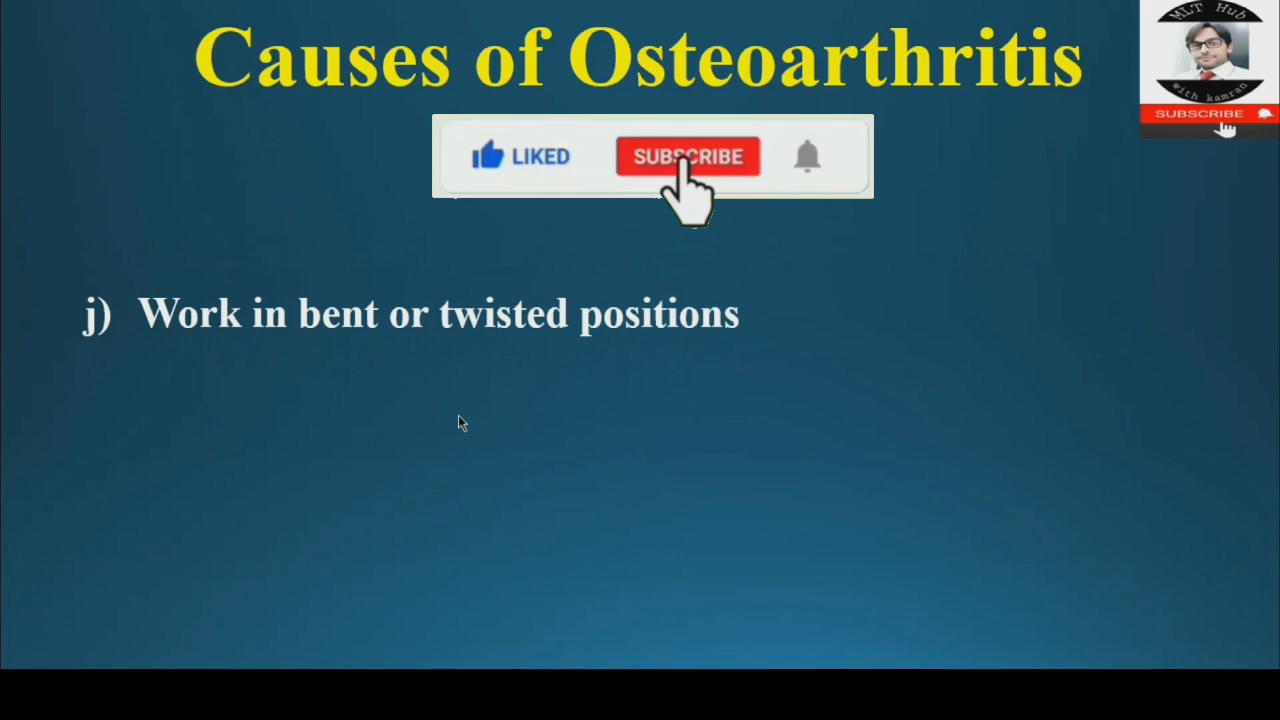 Causes of Osteoarthritis
MLT Hub
with kamran
SUBSCRIBE
LIKED
SUBSCRIBE
j) Work in bent or twisted positions